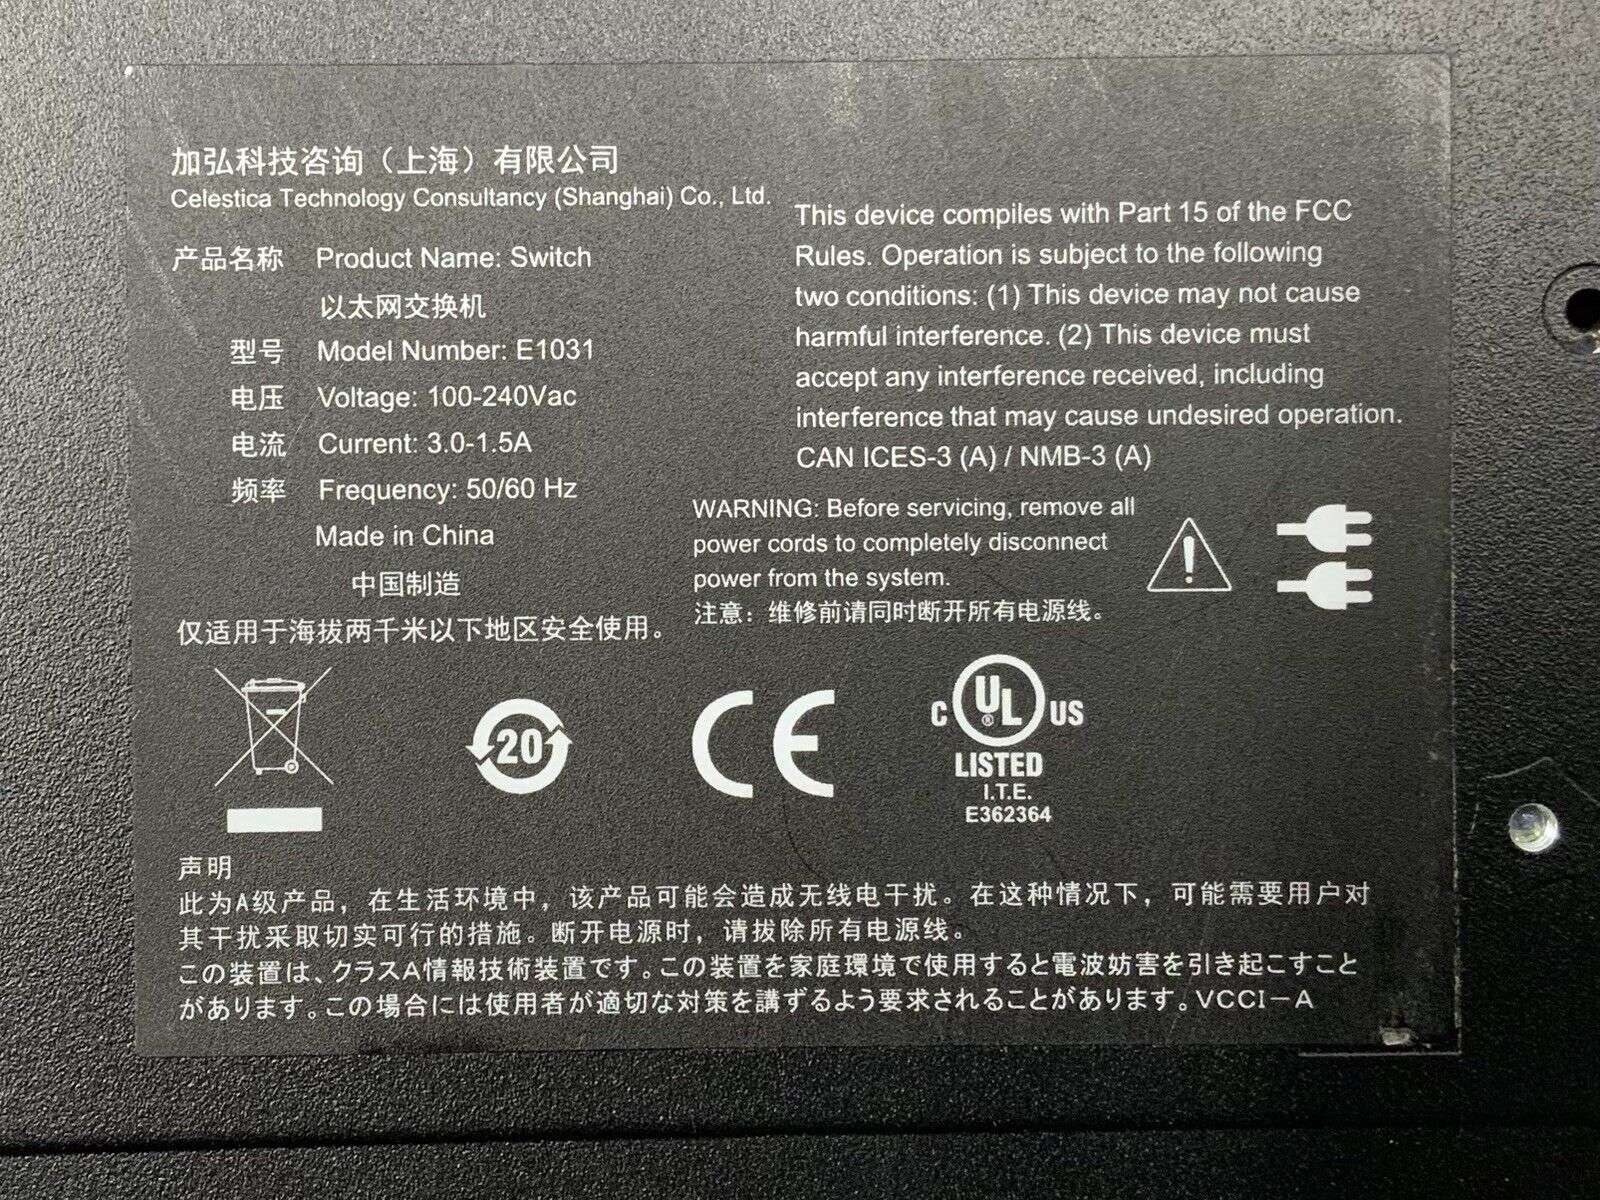 加弘科技咨询（上海）有限公司
Celestica Technology Consultancy (Shanghai) Co., Ltd.
产品名称 Product Name: Switch
以太网交换机
型号 Model Number: E1031
电压 Voltage: 100-240Vac
电流 Current: 3.0-1.5A
频率 Frequency: 50/60 Hz
Made in China
中国制造
仅适用于海拔两千米以下地区安全使用。
This device compiles with Part 15 of the FCC
Rules. Operation is subject to the following
two conditions: (1) This device may not cause
harmful interference. (2) This device must
accept any interference received, including
interference that may cause undesired operation.
CAN ICES-3 (A) / NMB-3 (A)
WARNING: Before servicing, remove all
power cords to completely disconnect
power from the system.
注意：维修前请同时断开所有电源线。
20
CE
C UL® US
LISTED
I.T.E.
E362364
声明
此为A级产品，在生活环境中，该产品可能会造成无线电干扰。在这种情况下，可能需要用户对
其干扰采取切实可行的措施。断开电源时，请拔除所有电源线。
この装置は、クラスA情報技術装置です。この装置を家庭環境で使用すると電波妨害を引き起こすこと
があります。この場合には使用者が適切な対策を講ずるよう要求されることがあります。VCCI－A